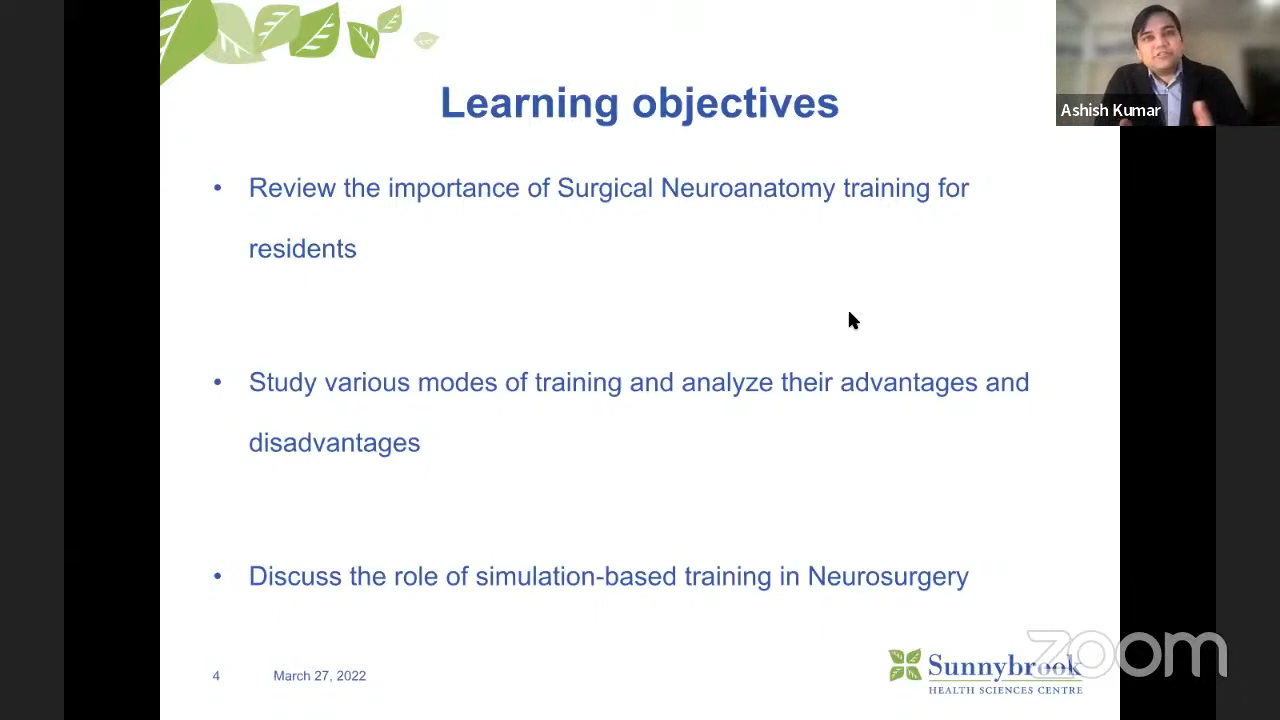 Learning objectives
Ashish Kumar
• Review the importance of Surgical Neuroanatomy training for
residents
• Study various modes of training and analyze their advantages and
disadvantages
• Discuss the role of simulation-based training in Neurosurgery
4 March 27, 2022
Sunnybrook
HEALTH SCIENCES CENTRE
zoom